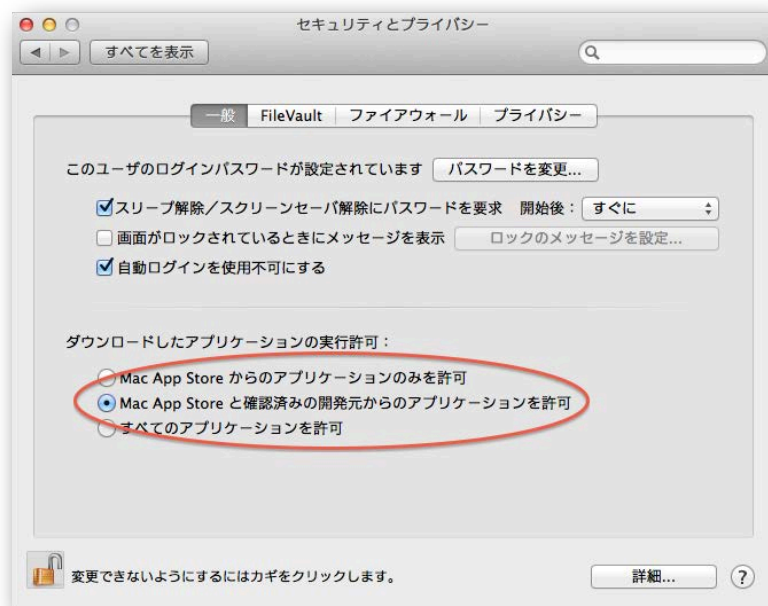 セキュリティとプライバシー
すべてを表示
一般 FileVault ファイアウォール プライバシー
このユーザのログインパスワードが設定されています パスワードを変更...
スリープ解除／スクリーンセーバ解除にパスワードを要求 開始後： すぐに
画面がロックされているときにメッセージを表示 ロックのメッセージを設定...
自動ログインを使用不可にする
ダウンロードしたアプリケーションの実行許可：
Mac App Store からのアプリケーションのみを許可
Mac App Store と確認済みの開発元からのアプリケーションを許可
すべてのアプリケーションを許可
変更できないようにするにはカギをクリックします。 詳細... ?